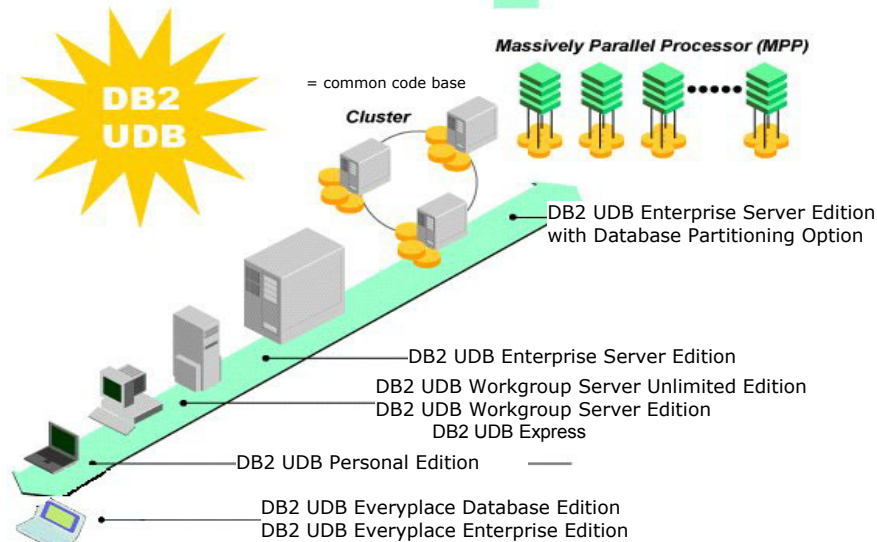 Massively Parallel Processor (MPP)
= common code base
DB2
UDB
Cluster
DB2 UDB Enterprise Server Edition
with Database Partitioning Option
DB2 UDB Enterprise Server Edition
DB2 UDB Workgroup Server Unlimited Edition
DB2 UDB Workgroup Server Edition
DB2 UDB Express
DB2 UDB Personal Edition
DB2 UDB Everyplace Database Edition
DB2 UDB Everyplace Enterprise Edition